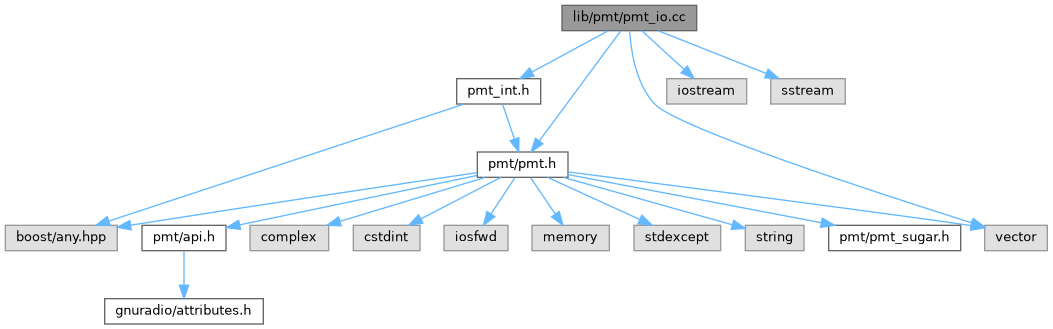 lib/pmt/pmt_io.cc
pmt_int.h
iostream
sstream
pmt/pmt.h
boost/any.hpp
pmt/api.h
complex
cstdint
iosfwd
memory
stdexcept
string
pmt/pmt_sugar.h
vector
gnuradio/attributes.h